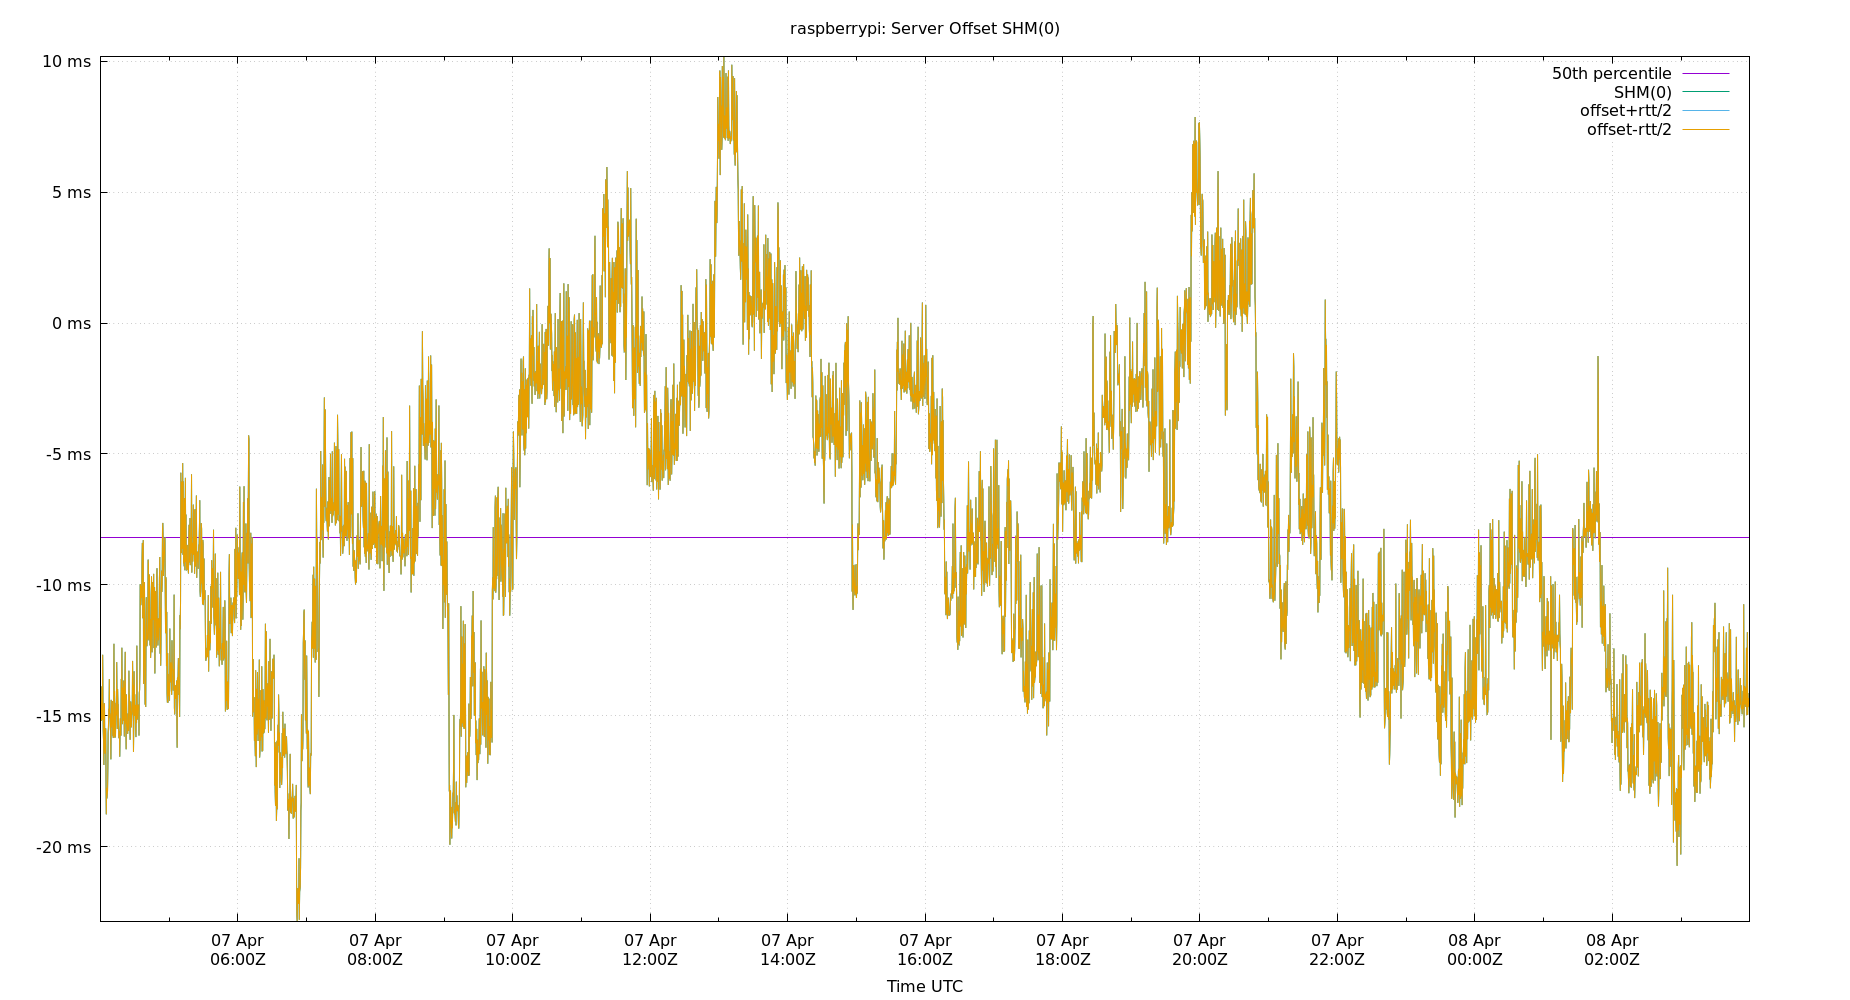 raspberrypi: Server Offset SHM(0)
10 ms
5 ms
0 ms
-5 ms
-10 ms
-15 ms
-20 ms
50th percentile
SHM(0)
offset+rtt/2
offset-rtt/2
07 Apr 07 Apr 07 Apr 07 Apr 07 Apr 07 Apr 07 Apr 07 Apr 07 Apr 08 Apr 08 Apr
06:00Z 08:00Z 10:00Z 12:00Z 14:00Z 16:00Z 18:00Z 20:00Z 22:00Z 00:00Z 02:00Z
Time UTC